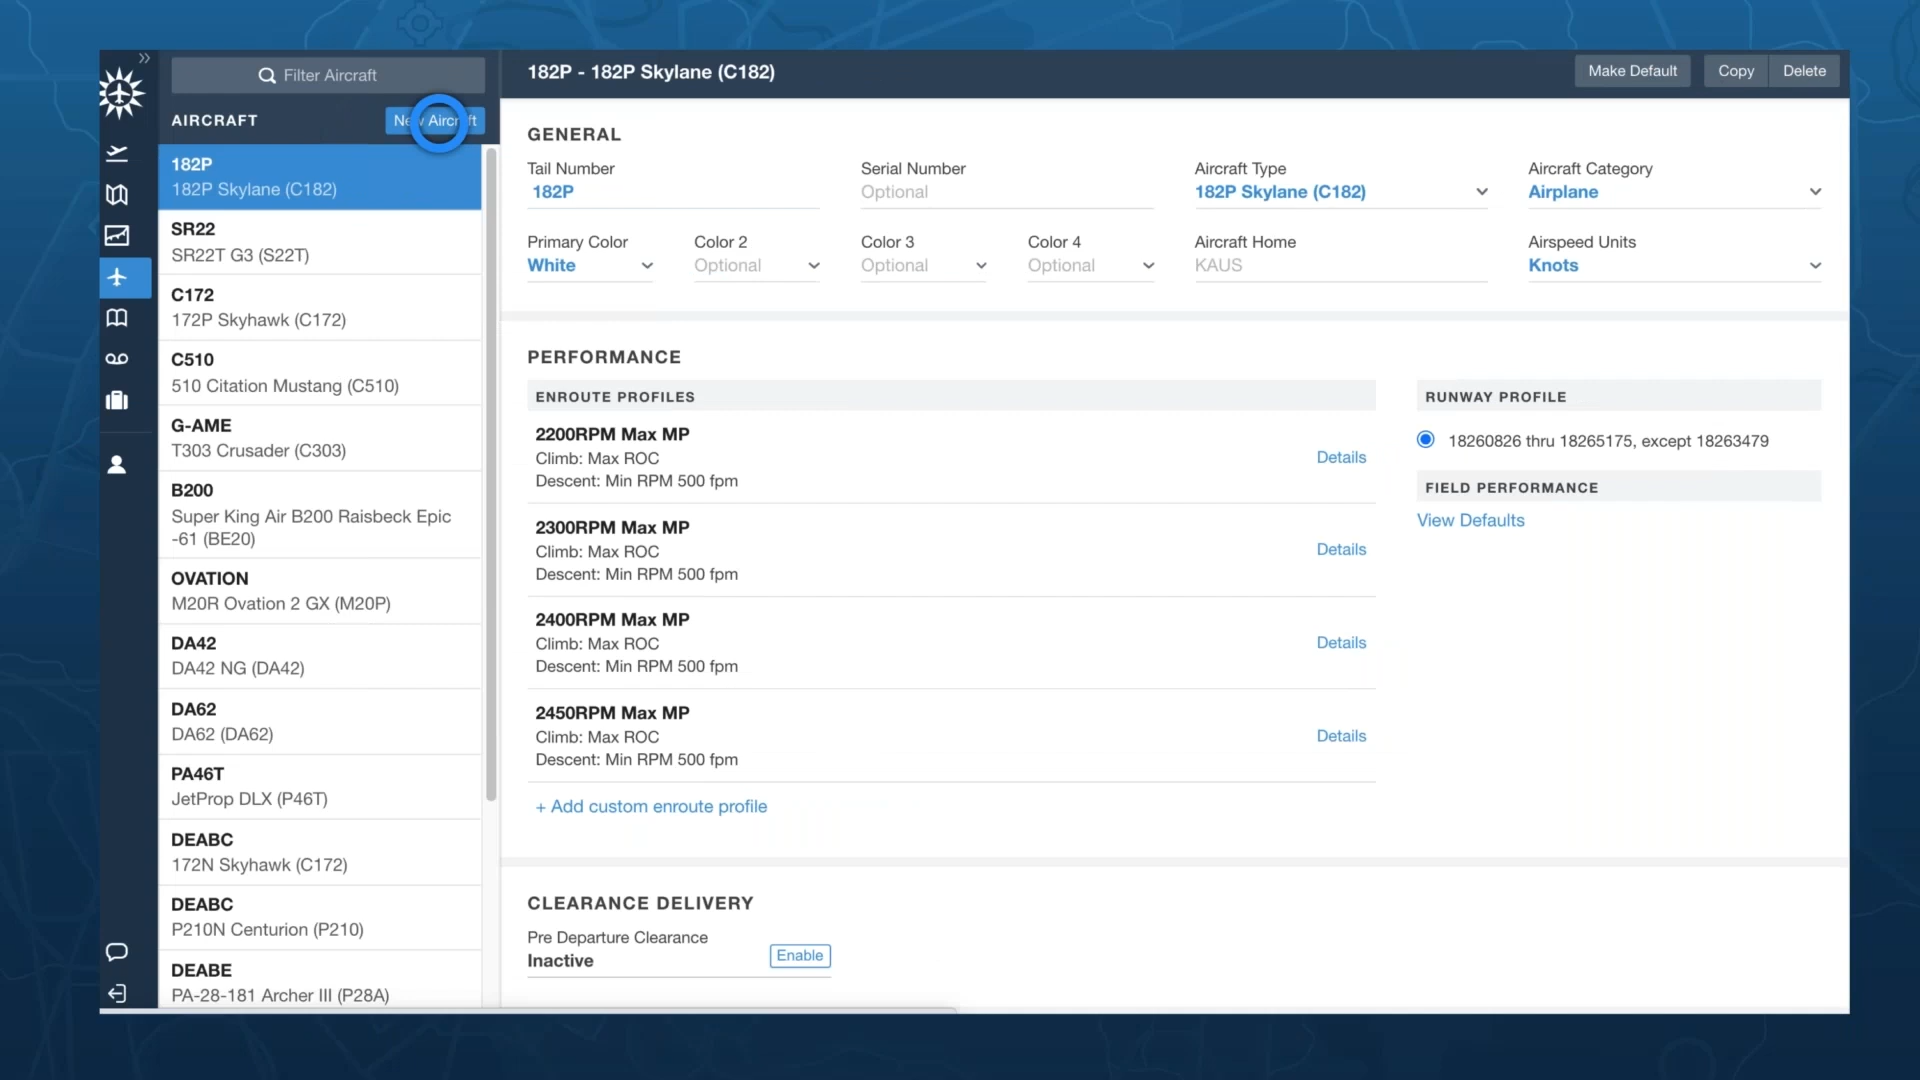 Filter Aircraft
AIRCRAFT
New Aircraft
182P
182P Skylane (C182)
SR22
SR22T G3 (S22T)
C172
172P Skyhawk (C172)
C510
510 Citation Mustang (C510)
G-AME
T303 Crusader (C303)
B200
Super King Air B200 Raisbeck Epic
-61 (BE20)
OVATION
M20R Ovation 2 GX (M20P)
DA42
DA42 NG (DA42)
DA62
DA62 (DA62)
PA46T
JetProp DLX (P46T)
DEABC
172N Skyhawk (C172)
DEABC
P210N Centurion (P210)
DEABE
PA-28-181 Archer III (P28A)
182P - 182P Skylane (C182)
Make Default
Copy
Delete
GENERAL
Tail Number
182P
Serial Number
Optional
Aircraft Type
182P Skylane (C182)
Aircraft Category
Airplane
Primary Color
White
Color 2
Optional
Color 3
Optional
Color 4
Optional
Aircraft Home
KAUS
Airspeed Units
Knots
PERFORMANCE
ENROUTE PROFILES
2200RPM Max MP
Climb: Max ROC
Descent: Min RPM 500 fpm
Details
2300RPM Max MP
Climb: Max ROC
Descent: Min RPM 500 fpm
Details
2400RPM Max MP
Climb: Max ROC
Descent: Min RPM 500 fpm
Details
2450RPM Max MP
Climb: Max ROC
Descent: Min RPM 500 fpm
Details
+ Add custom enroute profile
RUNWAY PROFILE
18260826 thru 18265175, except 18263479
FIELD PERFORMANCE
View Defaults
CLEARANCE DELIVERY
Pre Departure Clearance
Inactive
Enable